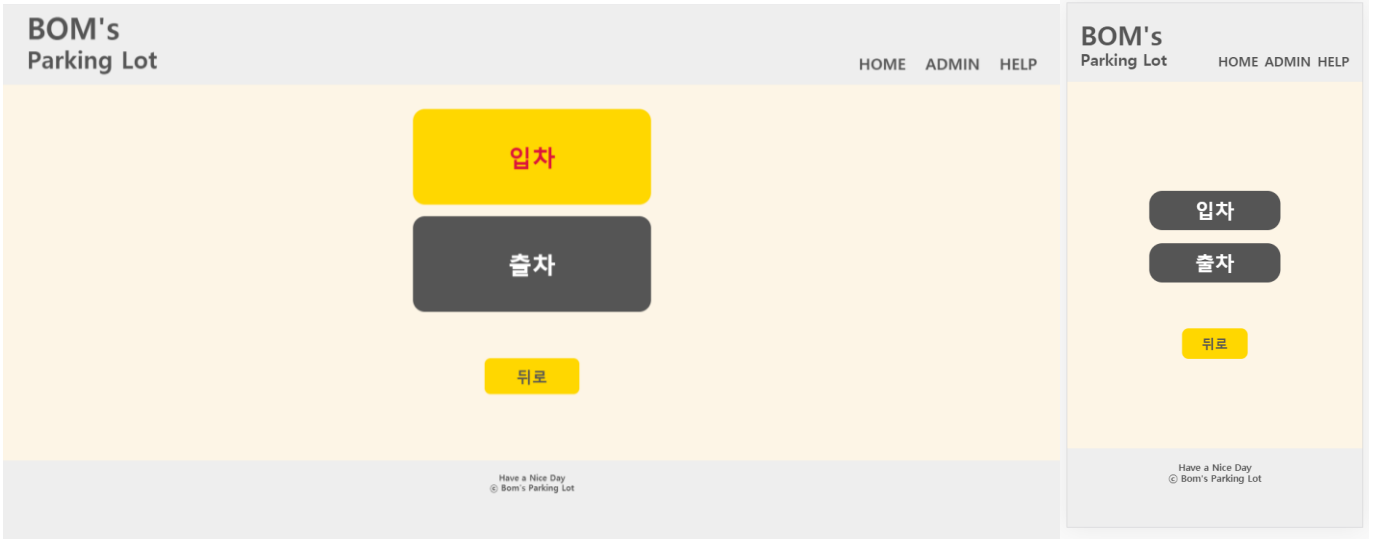 BOM's
Parking Lot
HOME ADMIN HELP
입차
출차
뒤로
Have a Nice Day
© Bom's Parking Lot
BOM's
Parking Lot
HOME ADMIN HELP
입차
출차
뒤로
Have a Nice Day
© Bom's Parking Lot